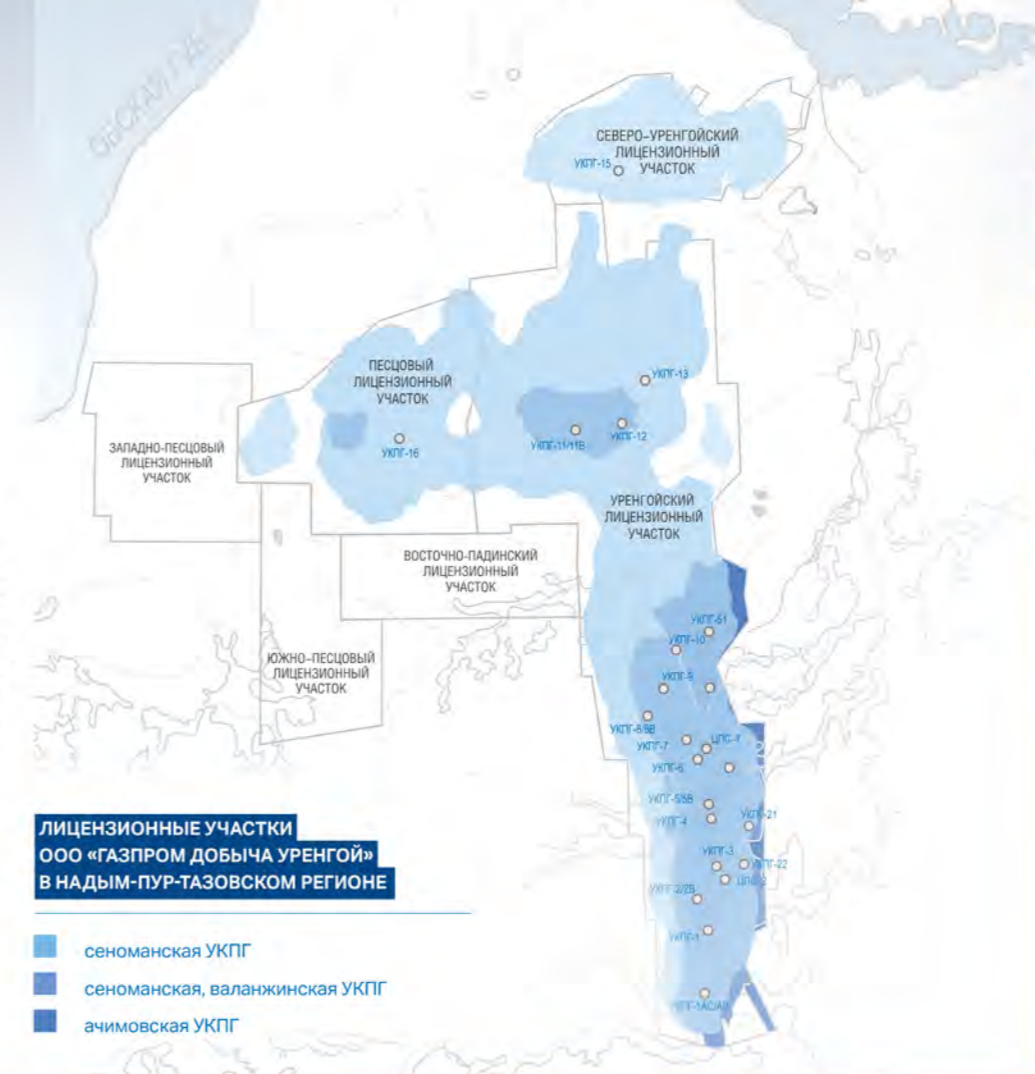 ОБСКАЯ ГУБА
СЕВЕРО-УРЕНГОЙСКИЙ
ЛИЦЕНЗИОННЫЙ
УЧАСТОК
УКПГ-15
ПЕСЦОВЫЙ
ЛИЦЕНЗИОННЫЙ
УЧАСТОК
УКПГ-13
УКПГ-12
УКПГ-11/11В
УКПГ-16
ЗАПАДНО-ПЕСЦОВЫЙ
ЛИЦЕНЗИОННЫЙ
УЧАСТОК
УРЕНГОЙСКИЙ
ЛИЦЕНЗИОННЫЙ
УЧАСТОК
ВОСТОЧНО-ПАДИНСКИЙ
ЛИЦЕНЗИОННЫЙ
УЧАСТОК
УКПГ-10
ЮЖНО-ПЕСЦОВЫЙ
ЛИЦЕНЗИОННЫЙ
УЧАСТОК
УКПГ-9
УКПГ-8/8В
УКПГ-7
УКПГ-6
УКПГ-5/5В
УКПГ-4
УКПГ-21
УКПГ-3
УКПГ-22
УКПГ-2/2В
УКПГ-1
ЛИЦЕНЗИОННЫЕ УЧАСТКИ
ООО «ГАЗПРОМ ДОБЫЧА УРЕНГОЙ»
В НАДЫМ-ПУР-ТАЗОВСКОМ РЕГИОНЕ
сеноманская УКПГ
сеноманская, валанжинская УКПГ
ачимовская УКПГ